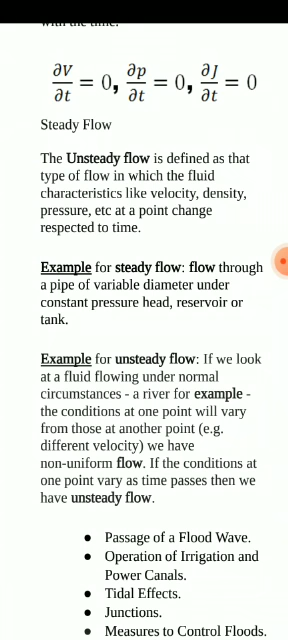 with the time.
∂V/∂t = 0, ∂p/∂t = 0, ∂J/∂t = 0
Steady Flow
The Unsteady flow is defined as that
type of flow in which the fluid
characteristics like velocity, density,
pressure, etc at a point change
respected to time.
Example for steady flow: flow through
a pipe of variable diameter under
constant pressure head, reservoir or
tank.
Example for unsteady flow: If we look
at a fluid flowing under normal
circumstances - a river for example -
the conditions at one point will vary
from those at another point (e.g.
different velocity) we have
non-uniform flow. If the conditions at
one point vary as time passes then we
have unsteady flow.
● Passage of a Flood Wave.
● Operation of Irrigation and
Power Canals.
● Tidal Effects.
● Junctions.
● Measures to Control Floods.